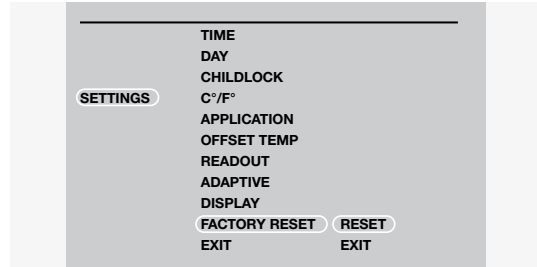 TIME
DAY
CHILDLOCK
SETTINGS C°/F°
APPLICATION
OFFSET TEMP
READOUT
ADAPTIVE
DISPLAY
FACTORY RESET RESET
EXIT EXIT